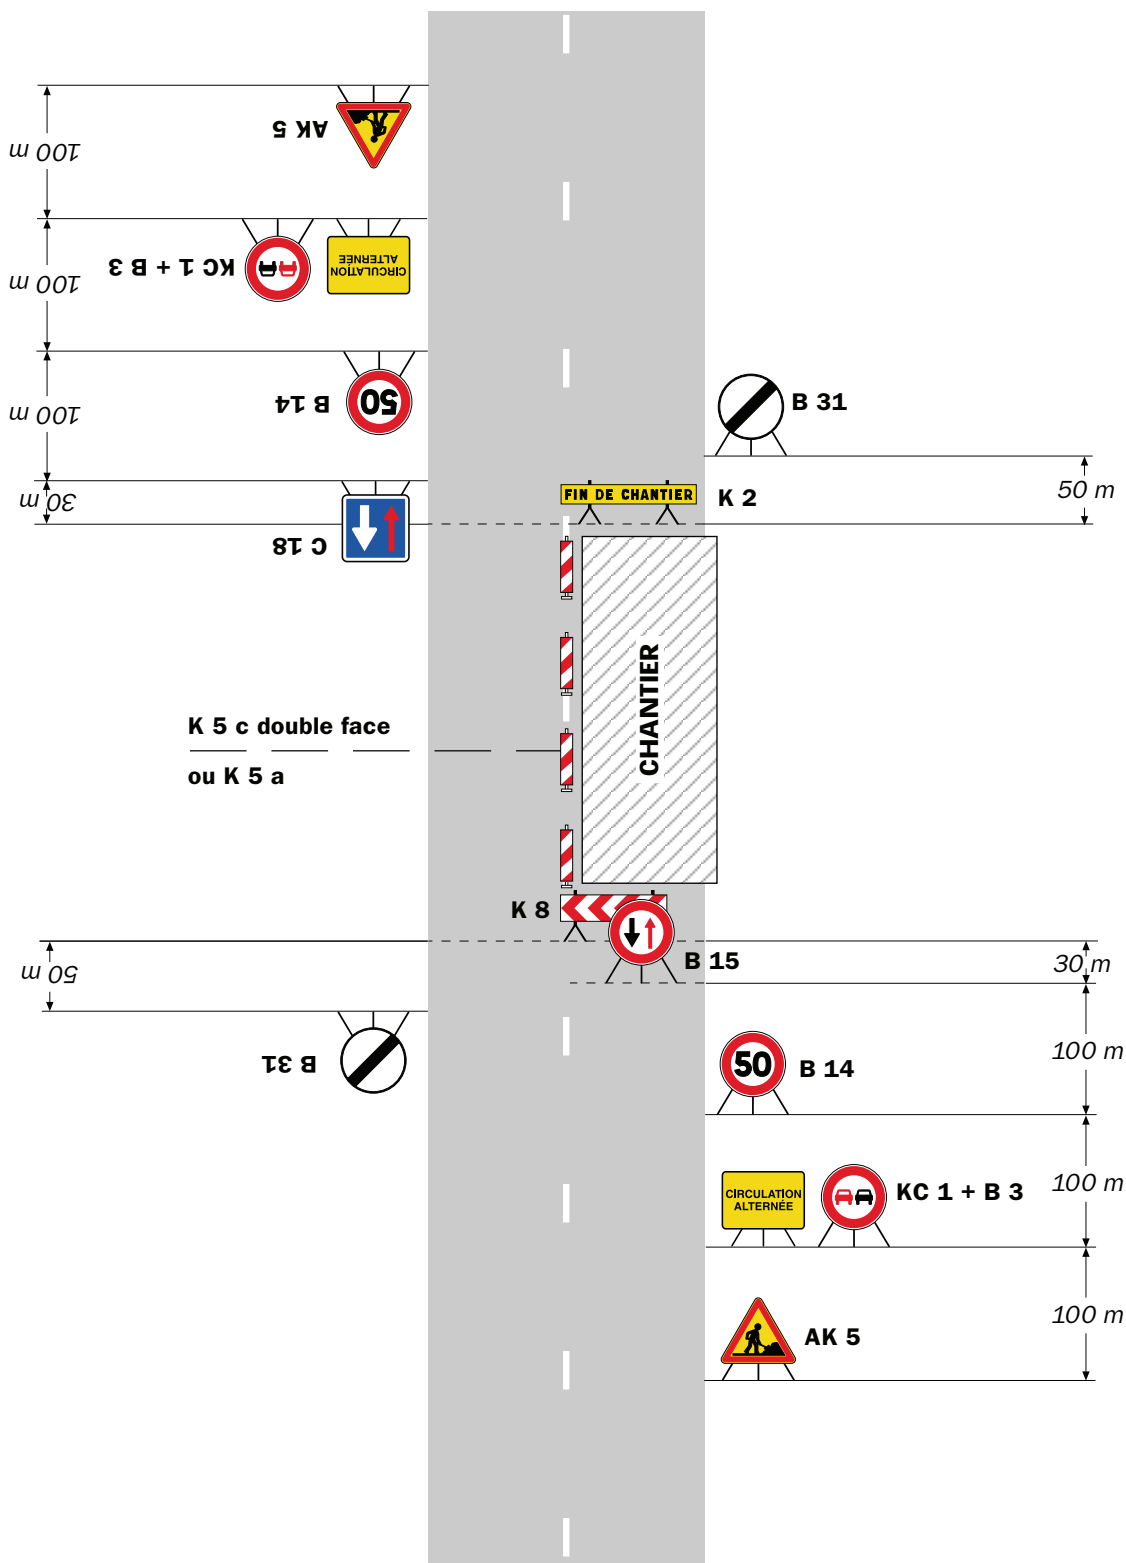 AK 5
100 m
KC 1 + B 3
CIRCULATION
ALTERNÉE
100 m
B 14
50
100 m
B 31
30 m
50 m
FIN DE CHANTIER
K 2
C 18
CHANTIER
K 5 c double face
ou K 5 a
K 8
B 15
50 m
30 m
B 31
50
B 14
100 m
CIRCULATION
ALTERNÉE
KC 1 + B 3
100 m
AK 5
100 m